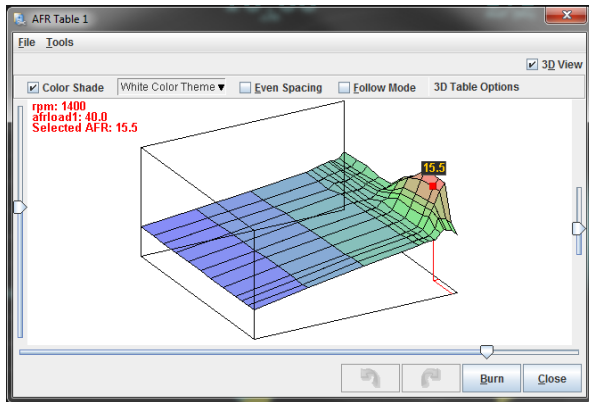 AFR Table 1
File Tools
3D View
Color Shade White Color Theme Even Spacing Follow Mode 3D Table Options
rpm: 1400
afrload1: 40.0
Selected AFR: 15.5
15.5
Burn Close